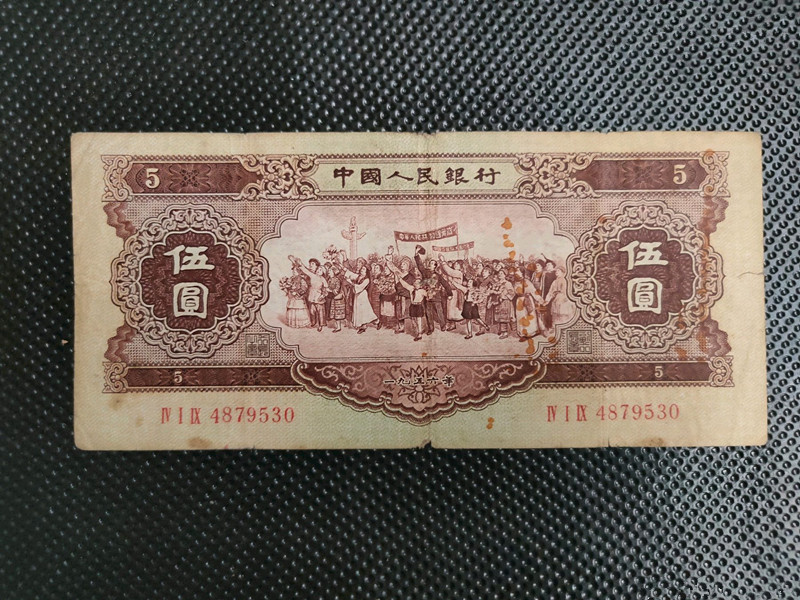 5 中國人民銀行 5
伍圓 伍圓
5 一九五六年 5
IV I IX 4879530 IV I IX 4879530